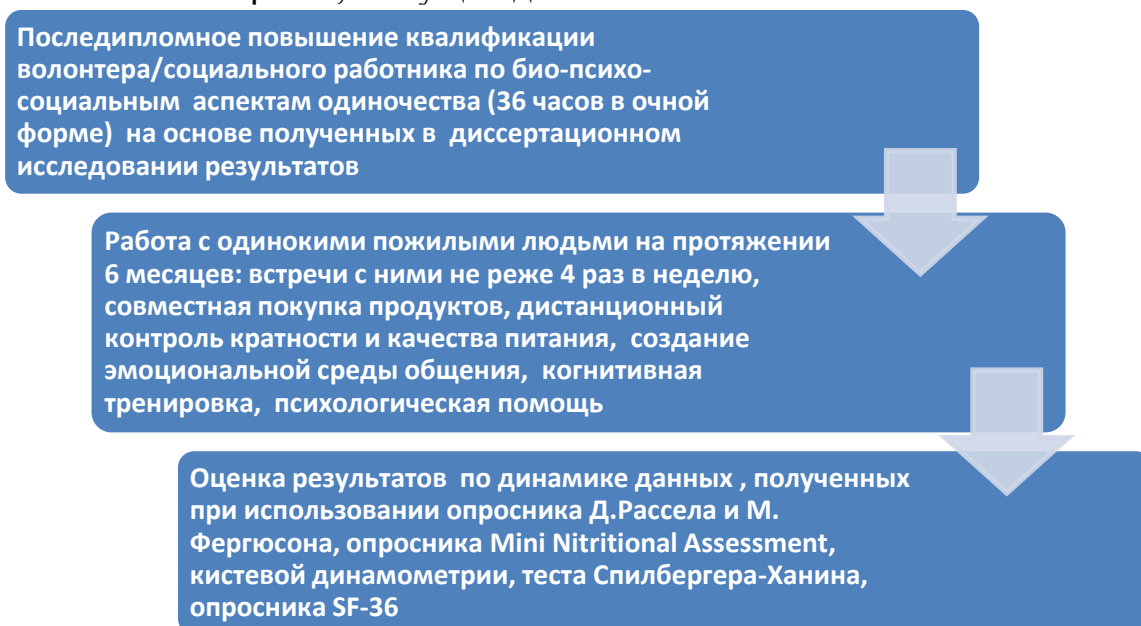 Последипломное повышение квалификации
волонтера/социального работника по био-психо-
социальным аспектам одиночества (36 часов в очной
форме) на основе полученных в диссертационном
исследовании результатов
Работа с одинокими пожилыми людьми на протяжении
6 месяцев: встречи с ними не реже 4 раз в неделю,
совместная покупка продуктов, дистанционный
контроль кратности и качества питания, создание
эмоциональной среды общения, когнитивная
тренировка, психологическая помощь
Оценка результатов по динамике данных , полученных
при использовании опросника Д.Рассела и М.
Фергюсона, опросника Mini Nitritional Assessment,
кистевой динамометрии, теста Спилбергера-Ханина,
опросника SF-36